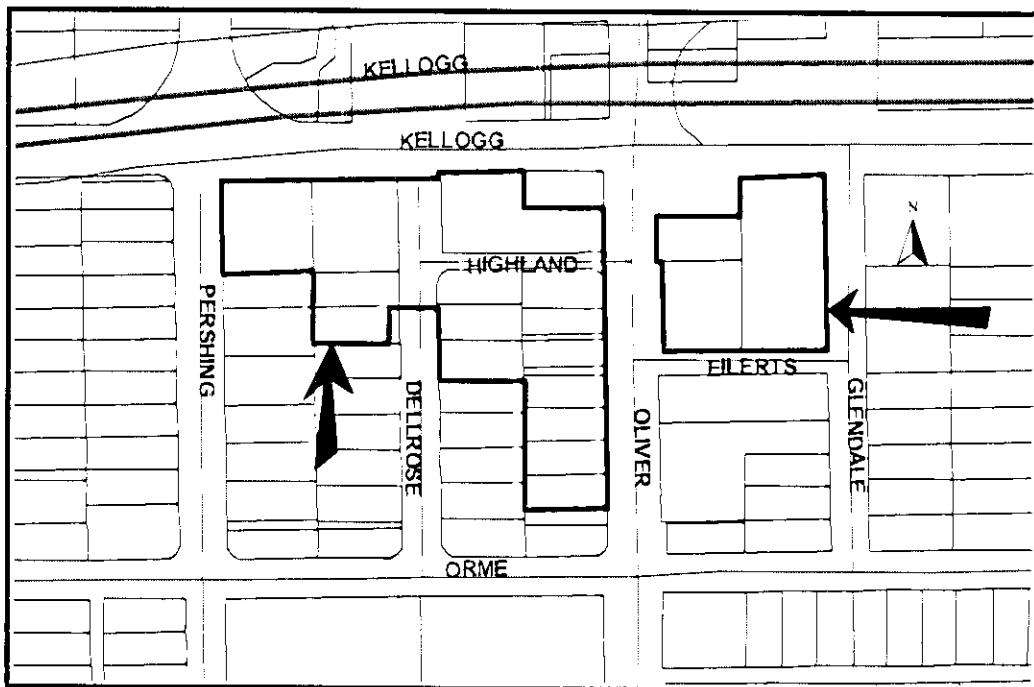 KELLOGG
KELLOGG
N
HIGHLAND
PERSHING
DELLROSE
EILERTS
OLIVER
GLENDALE
ORME